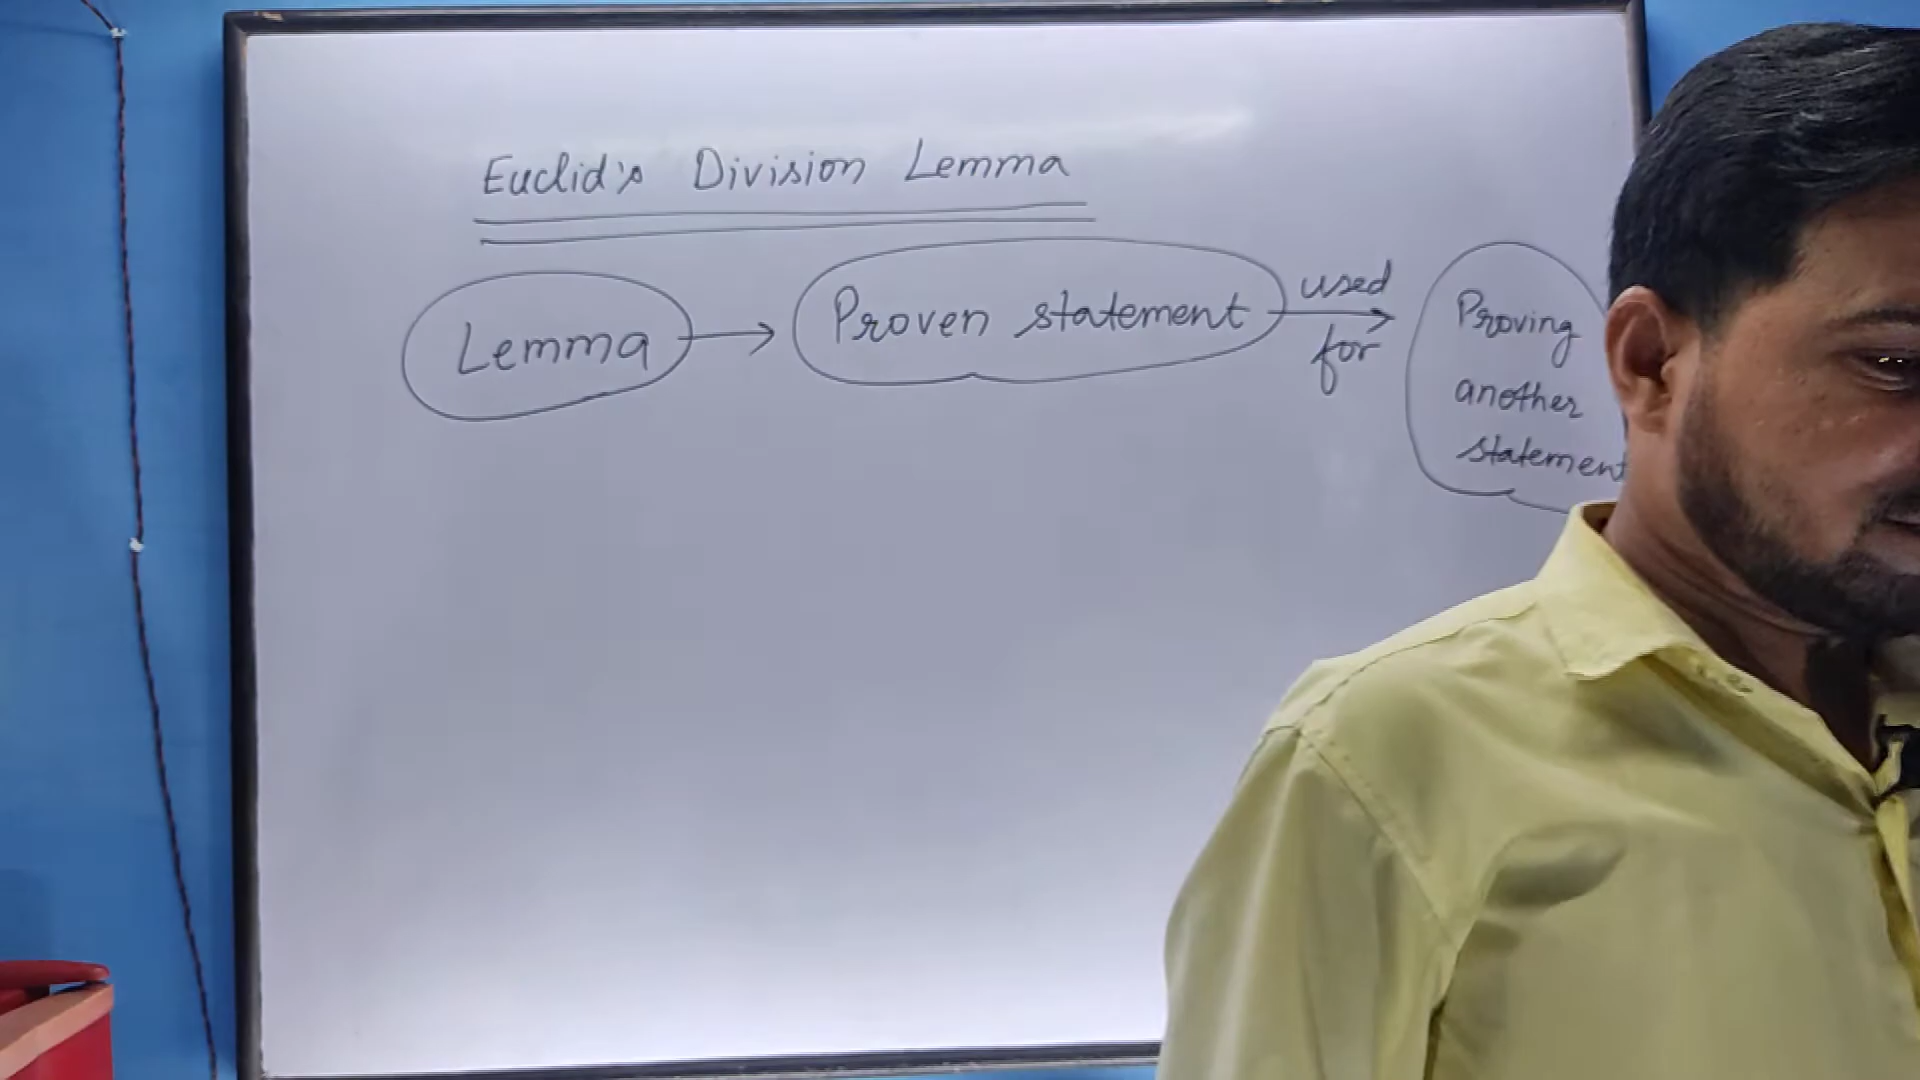 Euclid's Division Lemma
Lemma → Proven statement
used
for
Proving
another
statement